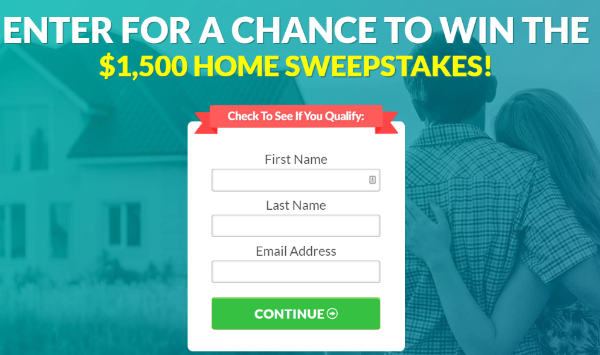 ENTER FOR A CHANCE TO WIN THE
$1,500 HOME SWEEPSTAKES!
Check To See If You Qualify:
First Name
Last Name
Email Address
CONTINUE